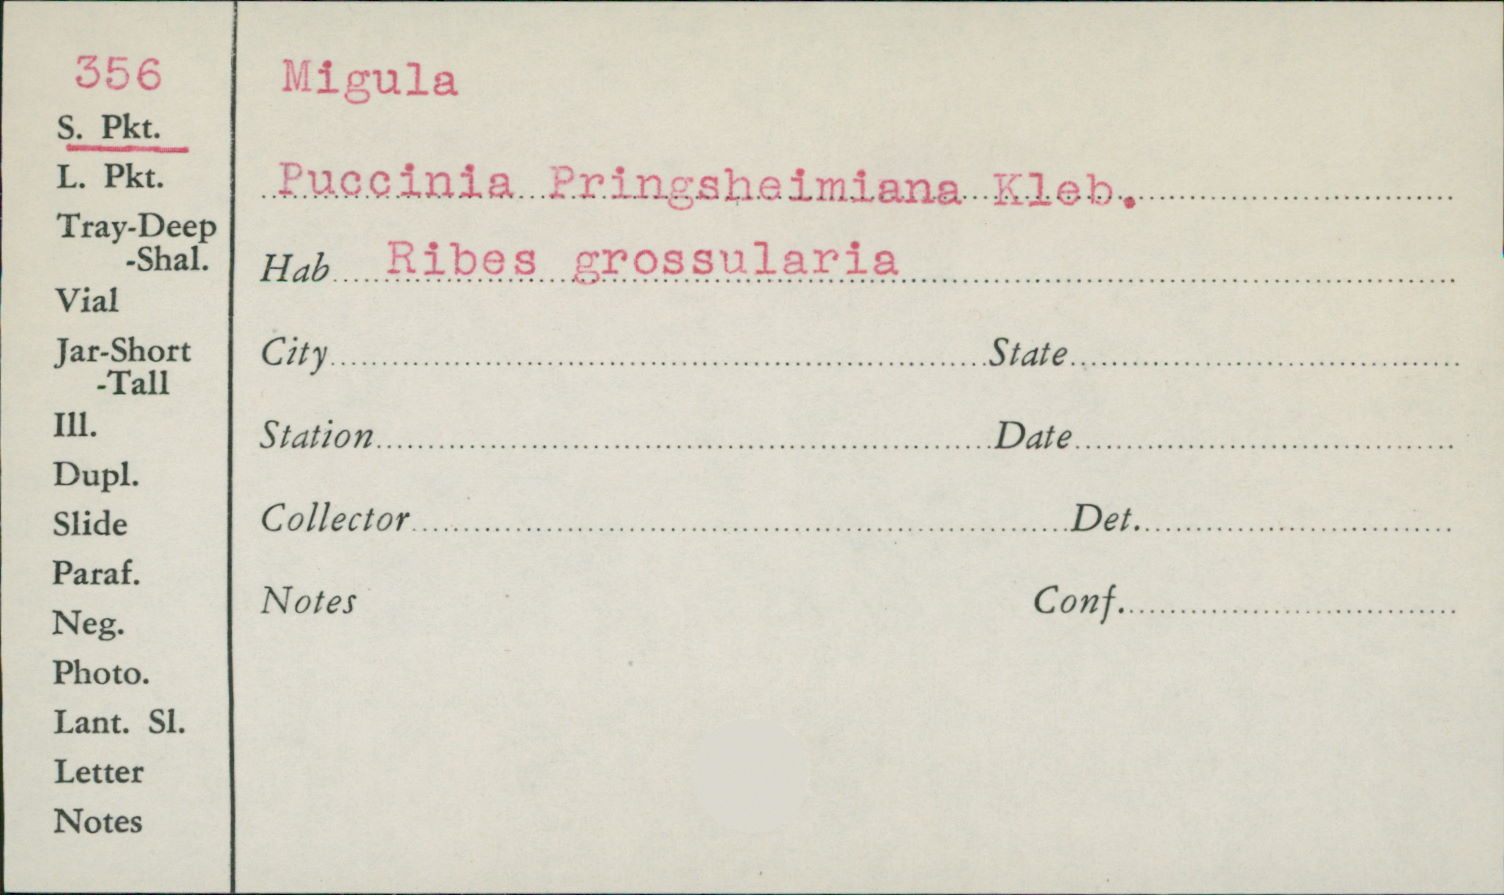 356
S. Pkt.
L. Pkt.
Tray-Deep
-Shal.
Vial
Jar-Short
-Tall
Ill.
Dupl.
Slide
Paraf.
Neg.
Photo.
Lant. Sl.
Letter
Notes
Migula
Puccinia Pringsheimiana Kleb.
Hab Ribes grossularia
City State
Station Date
Collector Det.
Notes Conf.